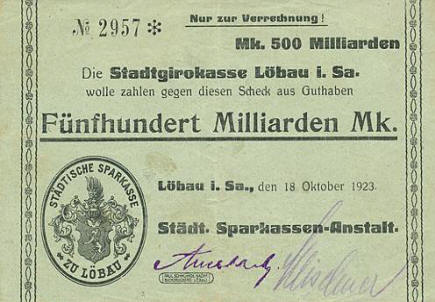 Nur zur Verrechnung!
№ 2957 *
Mk. 500 Milliarden
Die Stadtgirokasse Löbau i. Sa.
wolle zahlen gegen diesen Scheck aus Guthaben
Fünfhundert Milliarden Mk.
STÄDTISCHE SPARKASSE
ZU LÖBAU
Löbau i. Sa., den 18 Oktober 1923.
Städt. Sparkassen-Anstalt.